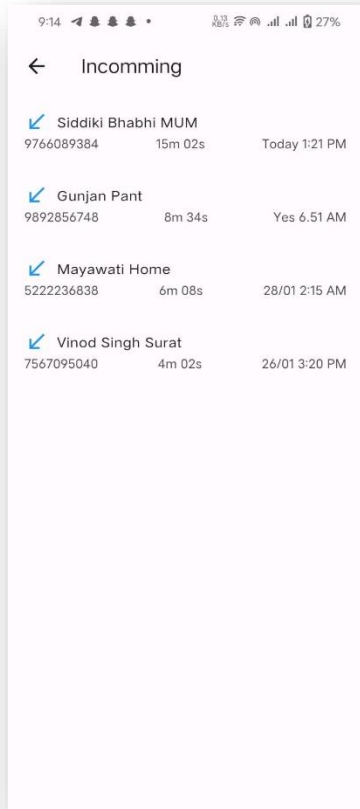 9:14 0.13 KB/s 27%
Incomming
Siddiki Bhabhi MUM
9766089384 15m 02s Today 1:21 PM
Gunjan Pant
9892856748 8m 34s Yes 6.51 AM
Mayawati Home
5222236838 6m 08s 28/01 2:15 AM
Vinod Singh Surat
7567095040 4m 02s 26/01 3:20 PM